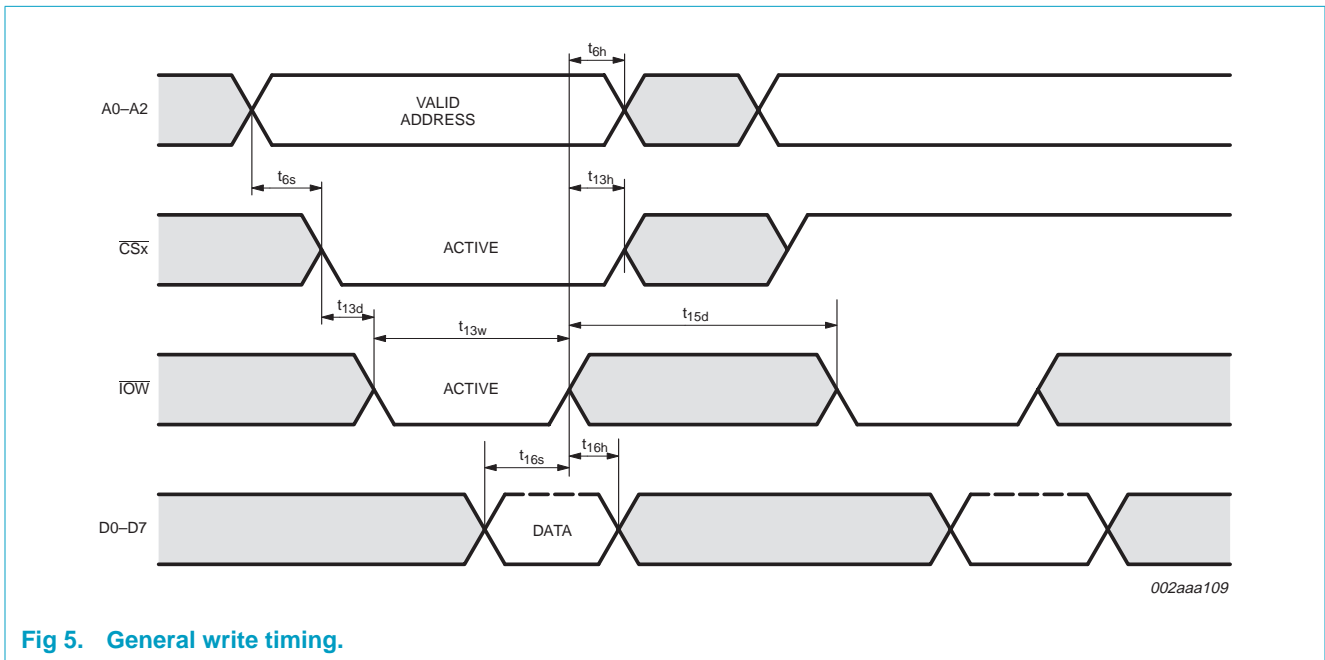 t6h
A0–A2
VALID
ADDRESS
t6s
t13h
CSx
ACTIVE
t13d
t13w
t15d
IOW
ACTIVE
t16s
t16h
D0–D7
DATA
002aaa109
Fig 5. General write timing.